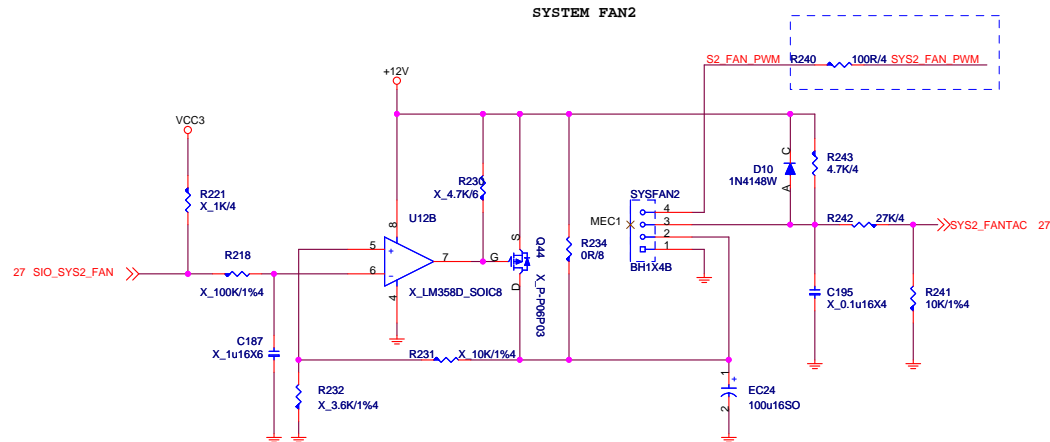 SYSTEM FAN2
S2_FAN_PWM R240 100R/4 SYS2_FAN_PWM
+12V
VCC3
R221
X_1K/4
R230
X_4.7K/6
D10
1N4148W
C
A
R243
4.7K/4
U12B
8
5
+
6
-
7
4
X_LM358D_SOIC8
G
S
D
Q44
X_P-P06P03
R234
0R/8
SYSFAN2
MEC1
4
3
2
1
BH1X4B
R242 27K/4
SYS2_FANTAC 27
27 SIO_SYS2_FAN
R218
X_100K/1%4
C187
X_1u16X6
R231 X_10K/1%4
R232
X_3.6K/1%4
C195
X_0.1u16X4
R241
10K/1%4
1
+
2
EC24
100u16SO